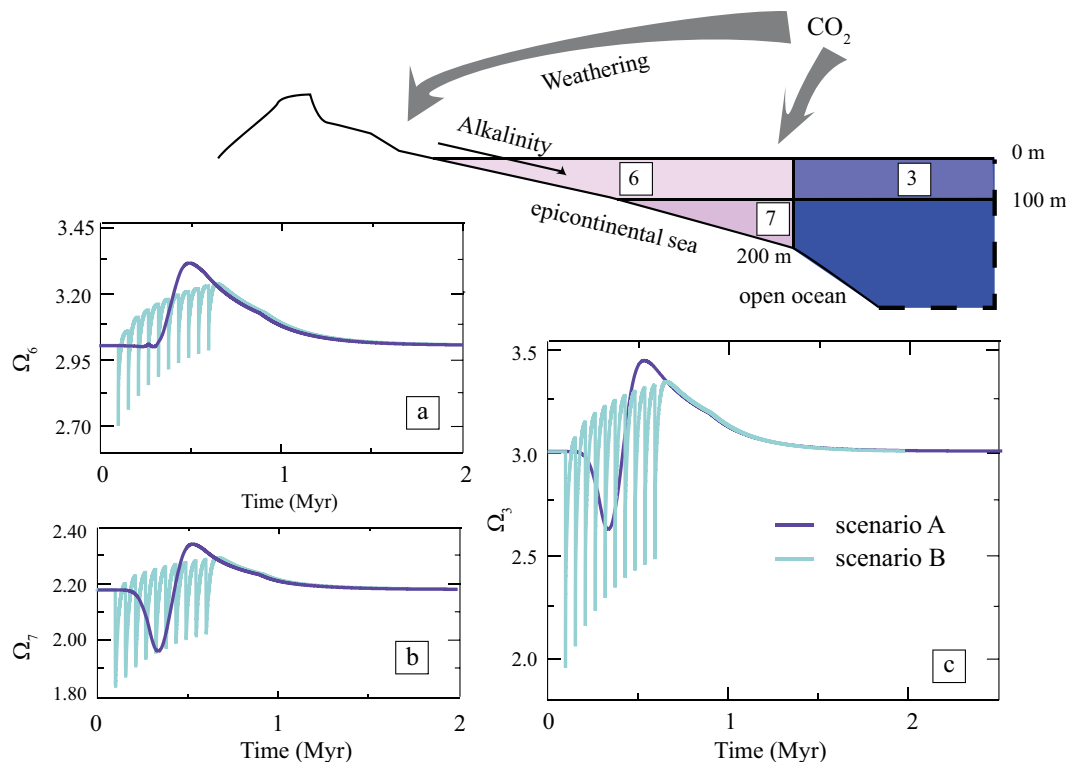 CO2
Weathering
Alkalinity
0 m
6
3
100 m
7
epicontinental sea
200 m
open ocean
3.45
3.20
2.95
2.70
Ω6
a
0
1
2
Time (Myr)
2.40
2.20
2.00
1.80
Ω7
b
0
1
2
Time (Myr)
3.5
3.0
2.5
2.0
Ω3
scenario A
scenario B
c
0
1
2
Time (Myr)